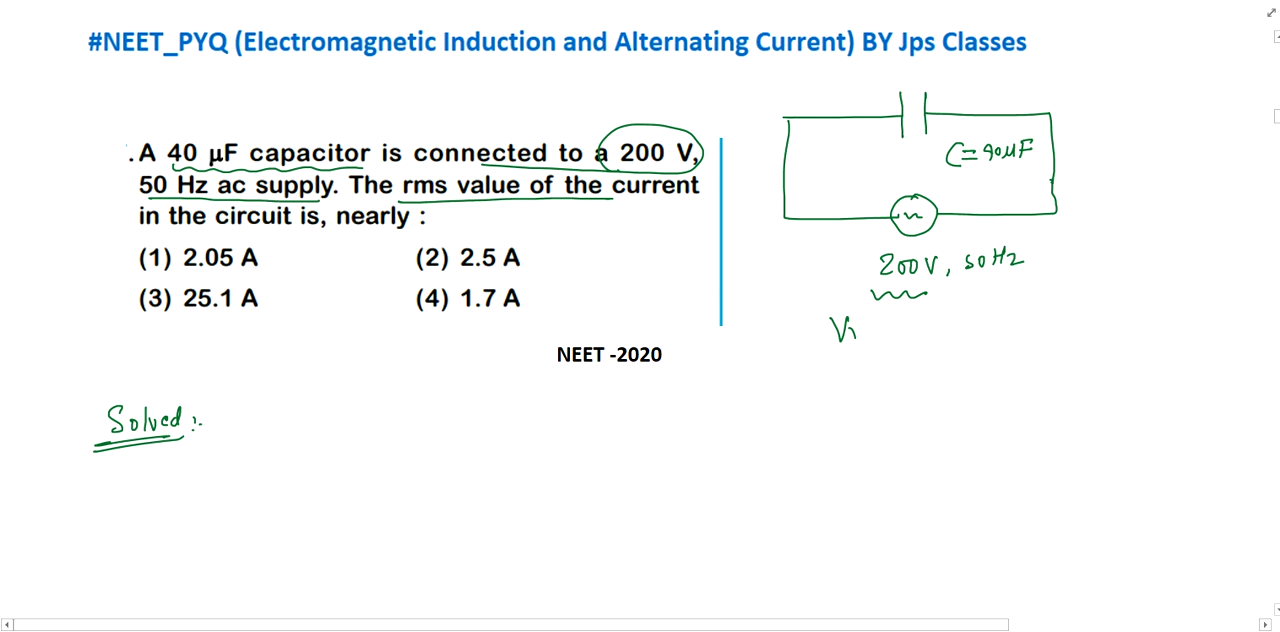 #NEET_PYQ (Electromagnetic Induction and Alternating Current) BY Jps Classes
.A 40 μF capacitor is connected to a 200 V,
50 Hz ac supply. The rms value of the current
in the circuit is, nearly :
(1) 2.05 A (2) 2.5 A
(3) 25.1 A (4) 1.7 A
NEET -2020
C=40μF
200V, 50Hz
Solved :-